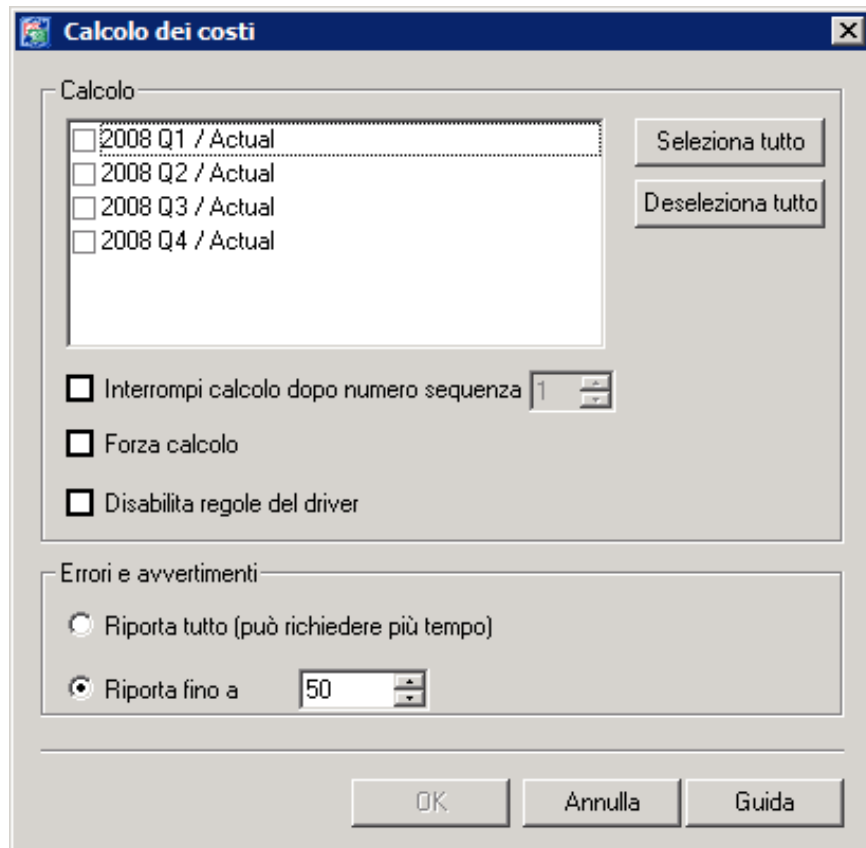 Calcolo dei costi
Calcolo
2008 Q1 / Actual
2008 Q2 / Actual
2008 Q3 / Actual
2008 Q4 / Actual
Seleziona tutto
Deseleziona tutto
Interrompi calcolo dopo numero sequenza 1
Forza calcolo
Disabilita regole del driver
Errori e avvertimenti
Riporta tutto (può richiedere più tempo)
Riporta fino a 50
OK Annulla Guida